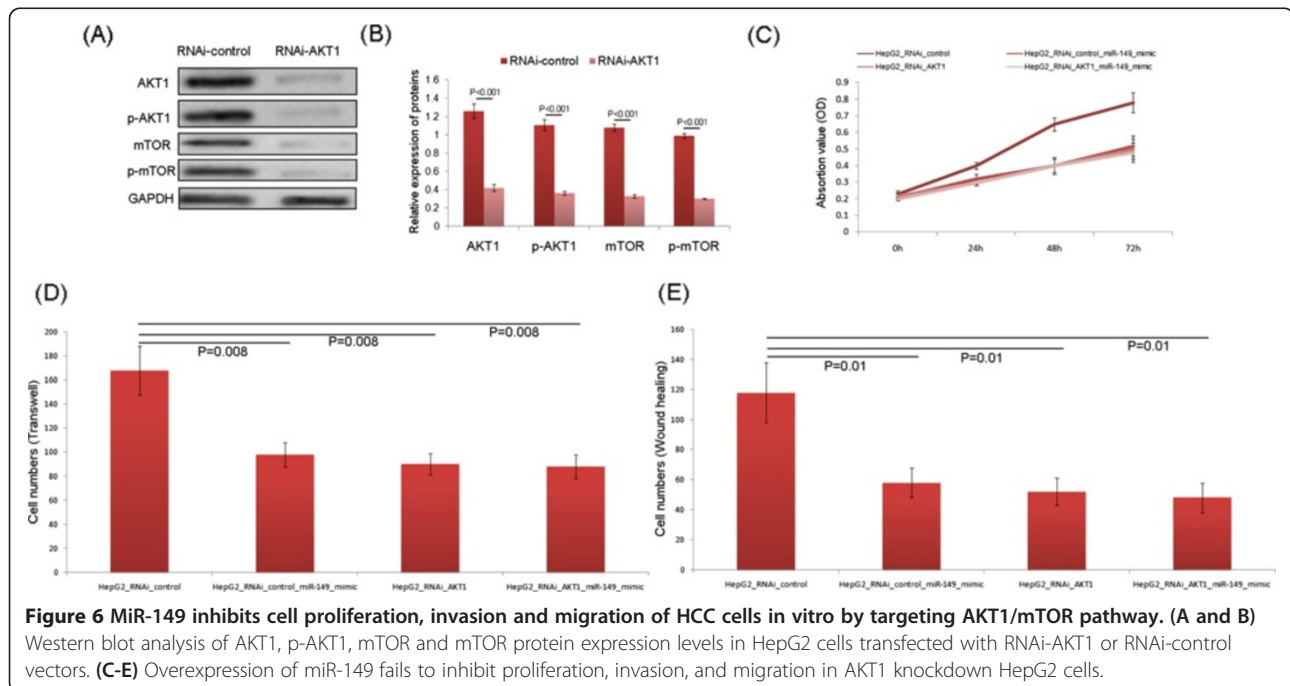 (A)
RNAi-control RNAi-AKT1
AKT1
p-AKT1
mTOR
p-mTOR
GAPDH
(B)
RNAi-control RNAi-AKT1
Relative expression of proteins
1.6
1.4
1.2
1
0.8
0.6
0.4
0.2
0
P<0.001 P<0.001 P<0.001 P<0.001
AKT1 p-AKT1 mTOR p-mTOR
(C)
HepG2_RNAi_control HepG2_RNAi_control_miR-149_mimic
HepG2_RNAi_AKT1 HepG2_RNAi_AKT1_miR-149_mimic
Absortion value (OD)
0.9
0.8
0.7
0.6
0.5
0.4
0.3
0.2
0.1
0
0h 24h 48h 72h
(D)
Cell numbers (Transwell)
200
180
160
140
120
100
80
60
40
20
0
P=0.008
P=0.008
P=0.008
HepG2_RNAi_control HepG2_RNAi_control_miR-149_mimic HepG2_RNAi_AKT1 HepG2_RNAi_AKT1_miR-149_mimic
(E)
Cell numbers (Wound healing)
160
140
120
100
80
60
40
20
0
P=0.01
P=0.01
P=0.01
HepG2_RNAi_control HepG2_RNAi_control_miR-149_mimic HepG2_RNAi_AKT1 HepG2_RNAi_AKT1_miR-149_mimic
Figure 6 MiR-149 inhibits cell proliferation, invasion and migration of HCC cells in vitro by targeting AKT1/mTOR pathway. (A and B)
Western blot analysis of AKT1, p-AKT1, mTOR and mTOR protein expression levels in HepG2 cells transfected with RNAi-AKT1 or RNAi-control
vectors. (C-E) Overexpression of miR-149 fails to inhibit proliferation, invasion, and migration in AKT1 knockdown HepG2 cells.